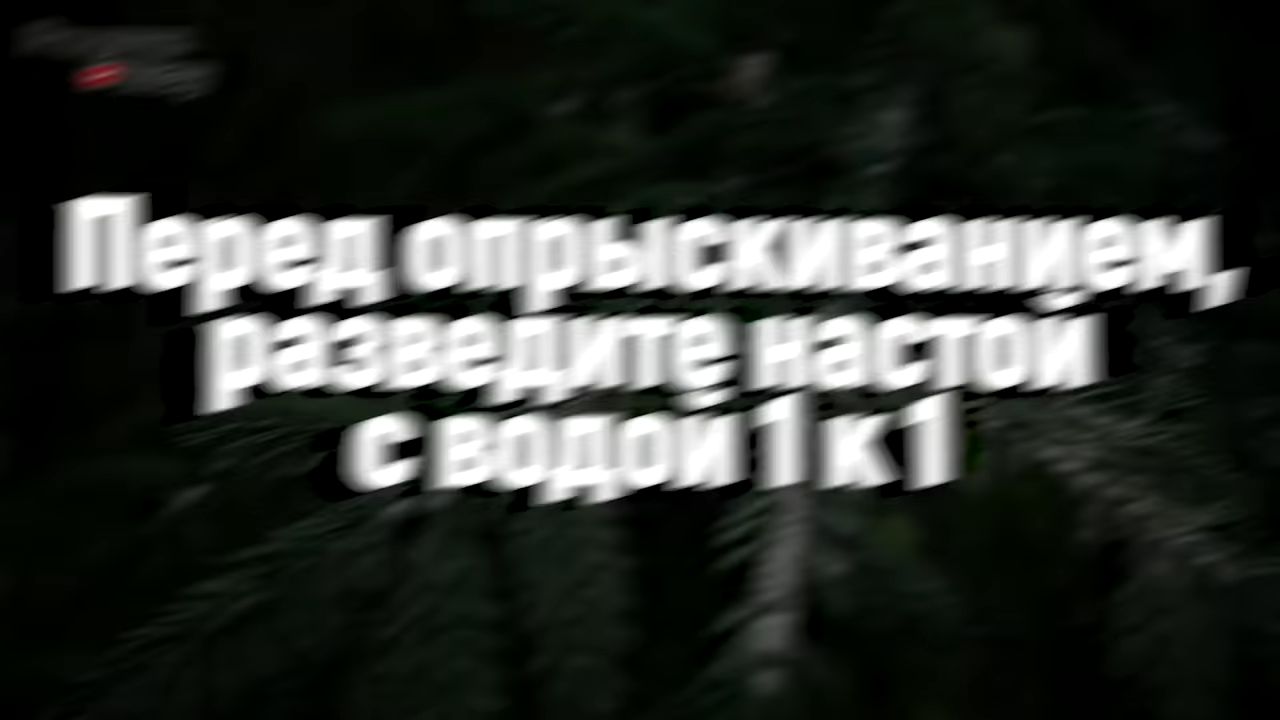 Перед опрыскиванием,
разведите настой
с водой 1 к 1